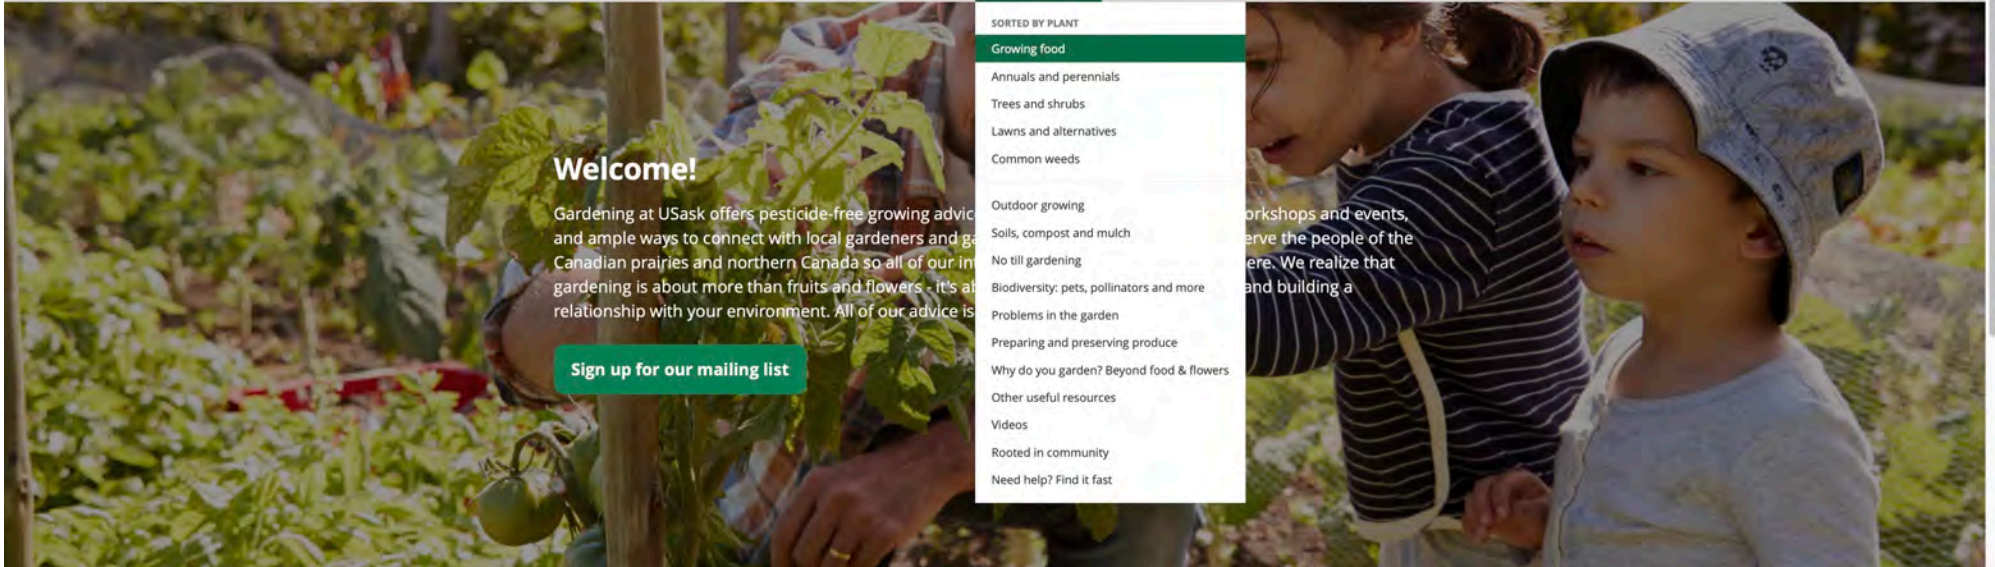 SORTED BY PLANT
Growing food
Annuals and perennials
Trees and shrubs
Lawns and alternatives
Common weeds
Outdoor growing
Soils, compost and mulch
No till gardening
Biodiversity: pets, pollinators and more
Problems in the garden
Preparing and preserving produce
Why do you garden? Beyond food & flowers
Other useful resources
Videos
Rooted in community
Need help? Find it fast
Welcome!
Gardening at USask offers pesticide-free growing advic orkshops and events,
and ample ways to connect with local gardeners and ga erve the people of the
Canadian prairies and northern Canada so all of our in ere. We realize that
gardening is about more than fruits and flowers - it's ab and building a
relationship with your environment. All of our advice is
Sign up for our mailing list